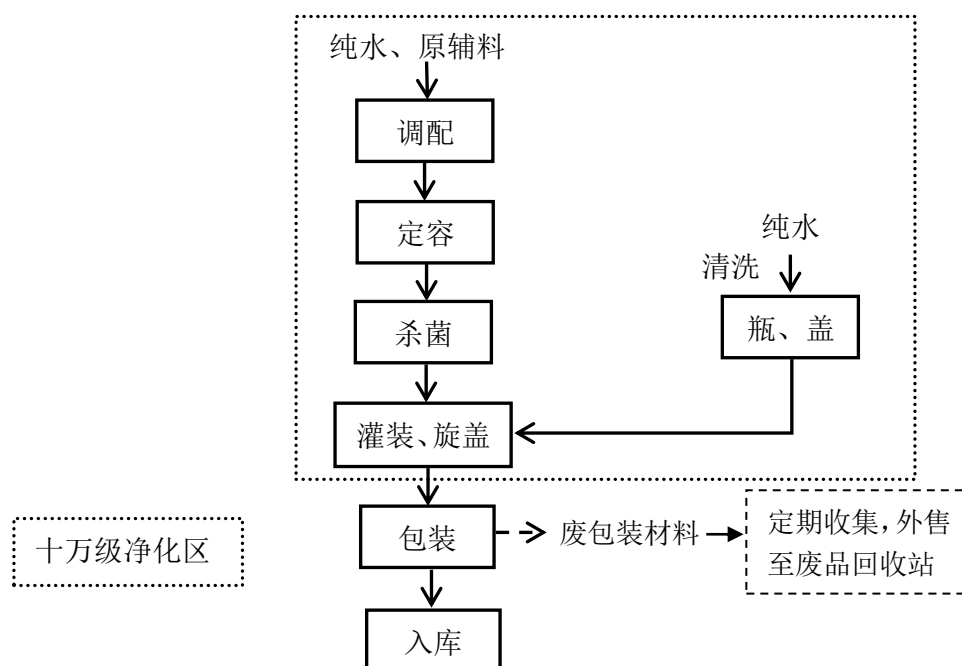 纯水、原辅料
调配
定容
纯水
清洗
杀菌
瓶、盖
灌装、旋盖
包装
废包装材料
定期收集,外售
至废品回收站
十万级净化区
入库